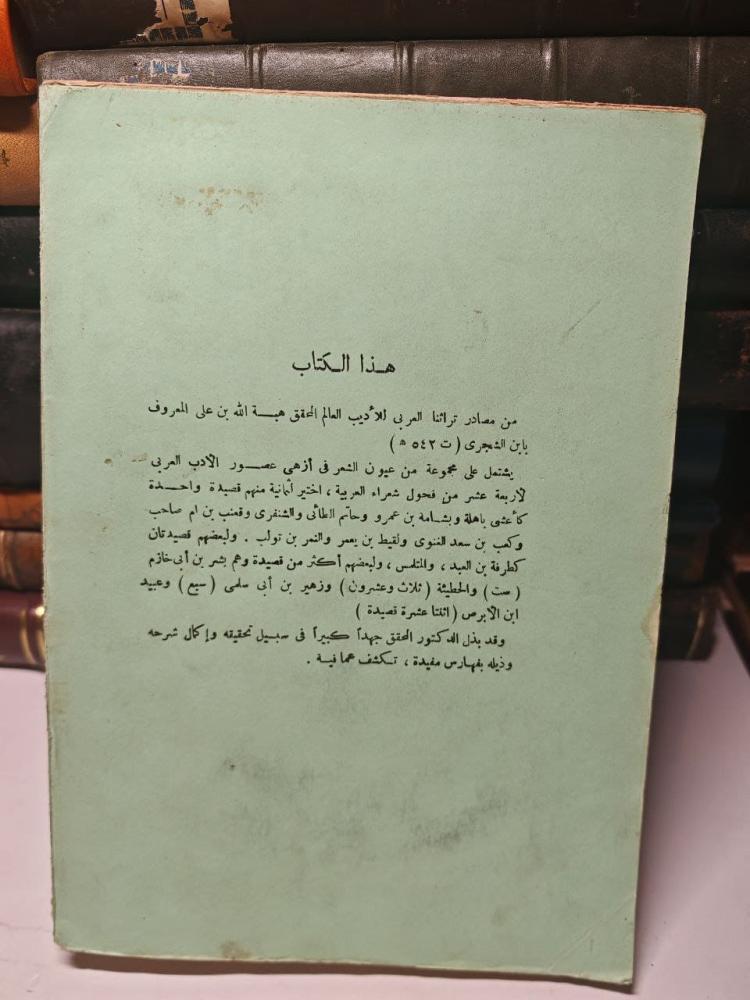 هذا الكتاب
من مصادر تراثنا العربى للأديب العالم المحقق هبة الله بن على المعروف
بابن الشجرى ( ت ٥٤٢ ھ )
يشتمل على مجموعة من عيون الشعر فى أزهى عصور الأدب العربى
لأربعة عشر من فحول شعراء العربية ، اختير لثمانية منهم قصيدة واحدة
كأعشى باهلة وبشامة بن عمرو وحاتم الطائى والشنفرى وقعنب بن ام صاحب
وكعب بن سعد الغنوى ولقيط بن يعمر والنمر بن تولب . ولبعضهم قصيدتان
كطرفة بن العبد ، والمتلمس ، ولبعضهم أكثر من قصيدة وهم بشر بن أبى خازم
( ست ) والحطيئة ( ثلاث وعشرون ) وزهير بن أبى سلمى ( سبع ) وعبيد
ابن الأبرص ( اثنتا عشرة قصيدة )
وقد بذل الدكتور المحقق جهداً كبيراً فى سبيل تحقيقه وإكمال شرحه
وذيله بفهارس مفيدة ، تكشف عما فيه .